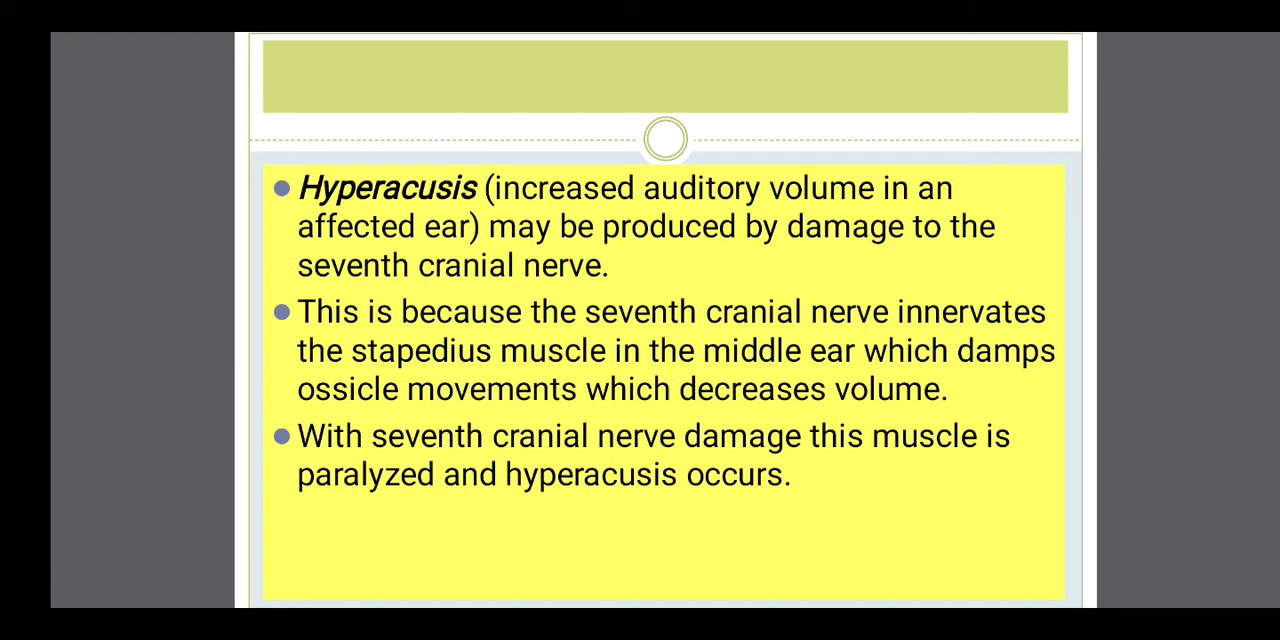 Hyperacusis (increased auditory volume in an
affected ear) may be produced by damage to the
seventh cranial nerve.
This is because the seventh cranial nerve innervates
the stapedius muscle in the middle ear which damps
ossicle movements which decreases volume.
With seventh cranial nerve damage this muscle is
paralyzed and hyperacusis occurs.